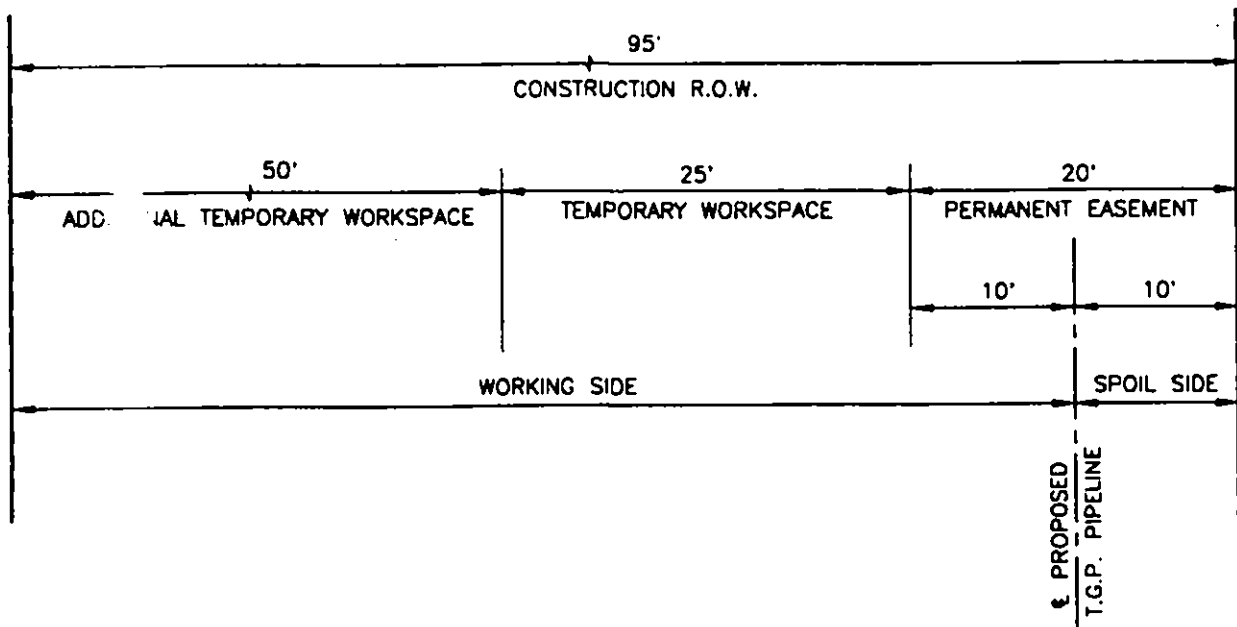 95'
CONSTRUCTION R.O.W.
50' 25' 20'
ADD. TEMPORARY WORKSPACE TEMPORARY WORKSPACE PERMANENT EASEMENT
10' 10'
WORKING SIDE SPOIL SIDE
℄ PROPOSED
T.G.P. PIPELINE